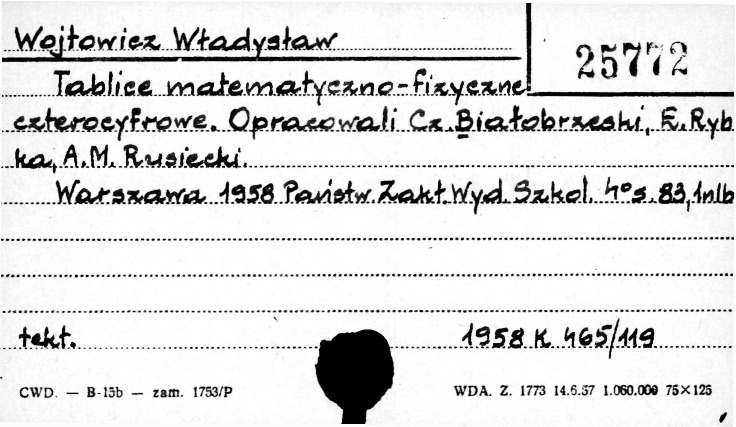 Wojtowicz Władysław
25772
Tablice matematyczno-fizyczne
czterocyfrowe. Opracowali Cz. Białobrzeski, E. Ryb
ka, A.M. Rusiecki.
Warszawa 1958 Państw. Zakł. Wyd. Szkol. 4° s. 83, 1nlb
tekt.
1958 K 465/119
CWD. — B-15b — zam. 1753/P
WDA. Z. 1773 14.6.57 1.060.000 75×125